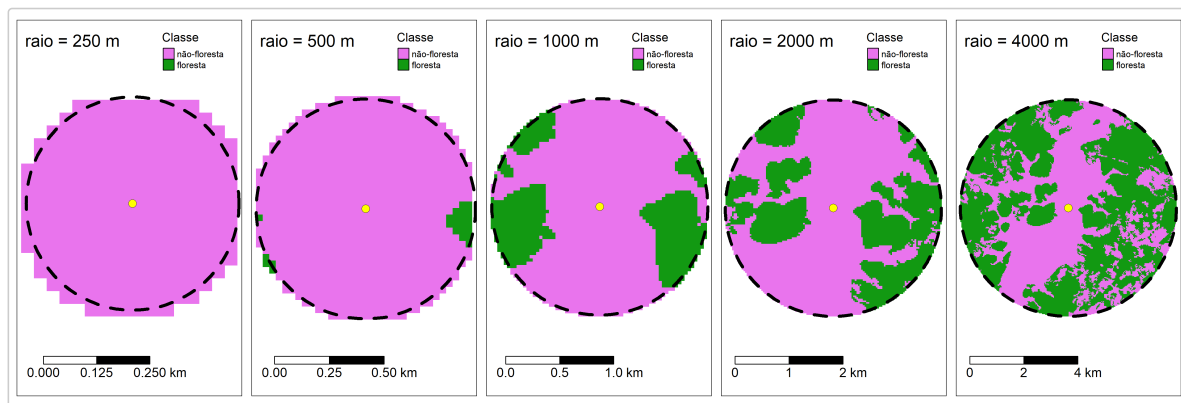 raio = 250 m
Classe
não-floresta
floresta
0.000 0.125 0.250 km
raio = 500 m
Classe
não-floresta
floresta
0.00 0.25 0.50 km
raio = 1000 m
Classe
não-floresta
floresta
0.0 0.5 1.0 km
raio = 2000 m
Classe
não-floresta
floresta
0 1 2 km
raio = 4000 m
Classe
não-floresta
floresta
0 2 4 km